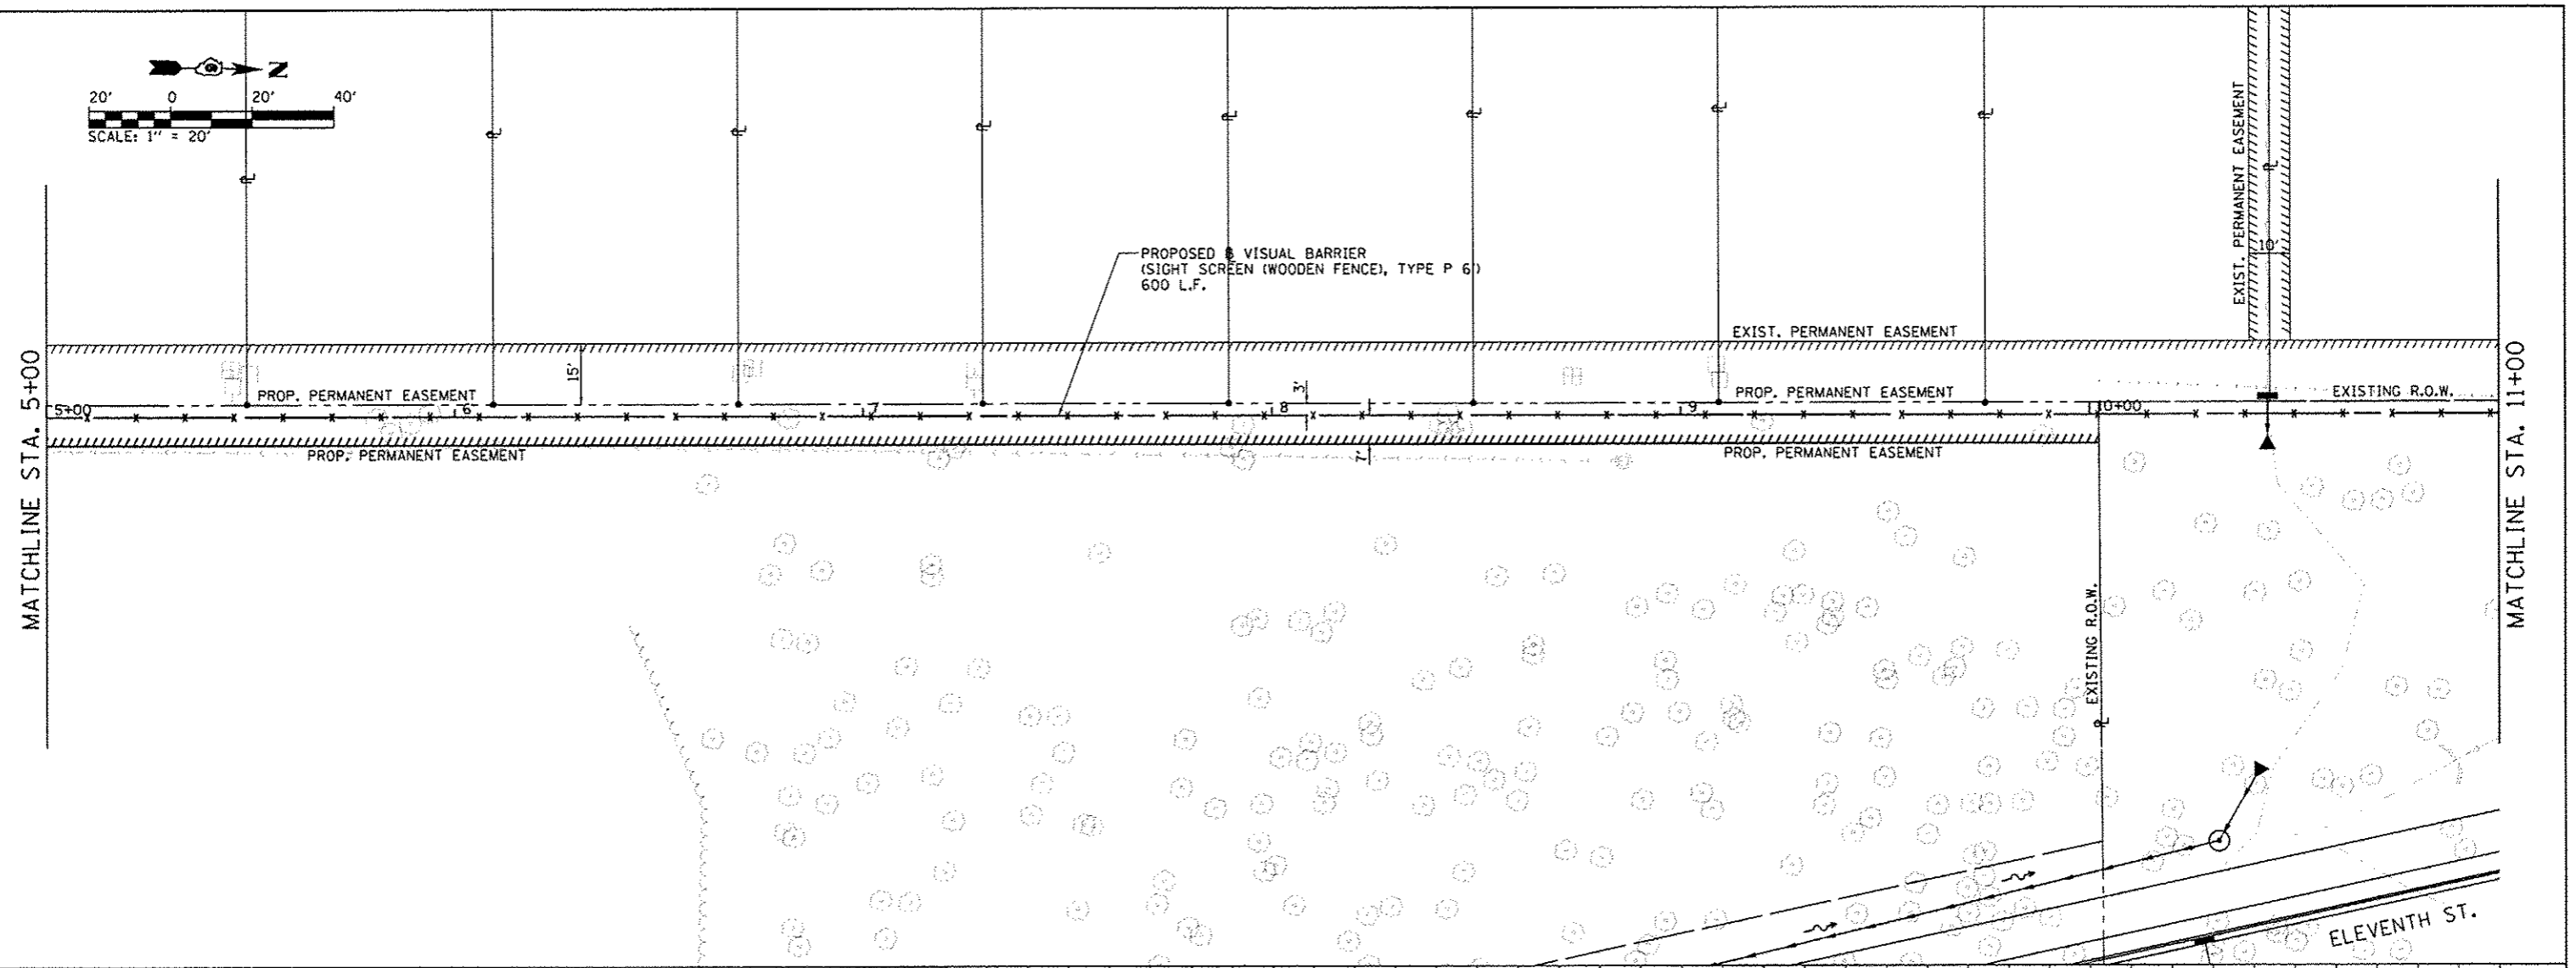 N
20' 0 20' 40'
SCALE: 1" = 20'
PROPOSED ℄ VISUAL BARRIER
(SIGHT SCREEN (WOODEN FENCE), TYPE P 6')
600 L.F.
EXIST. PERMANENT EASEMENT
10'
EXIST. PERMANENT EASEMENT
MATCHLINE STA. 5+00
MATCHLINE STA. 11+00
15'
3'
7'
PROP. PERMANENT EASEMENT
PROP. PERMANENT EASEMENT
EXISTING R.O.W.
5+00
6
7
8
9
10+00
PROP. PERMANENT EASEMENT
PROP. PERMANENT EASEMENT
EXISTING R.O.W.
ELEVENTH ST.